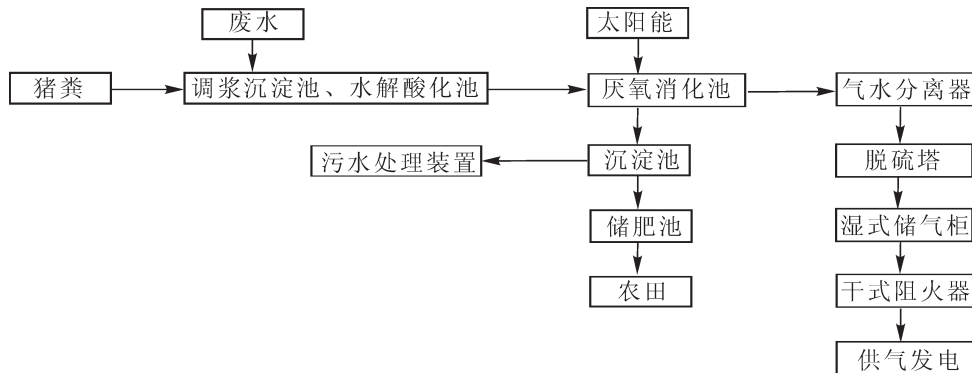 废水
太阳能
猪粪
调浆沉淀池、水解酸化池
厌氧消化池
气水分离器
污水处理装置
沉淀池
脱硫塔
储肥池
湿式储气柜
农田
干式阻火器
供气发电